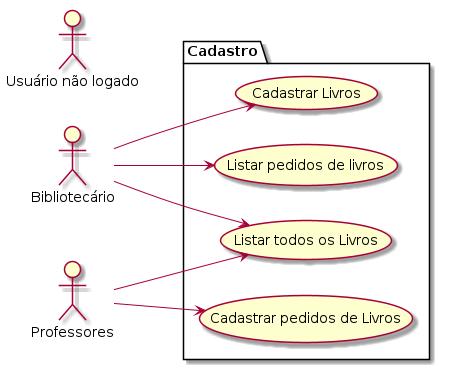 Usuário não logado
Cadastro
Cadastrar Livros
Bibliotecário
Listar pedidos de livros
Listar todos os Livros
Professores
Cadastrar pedidos de Livros